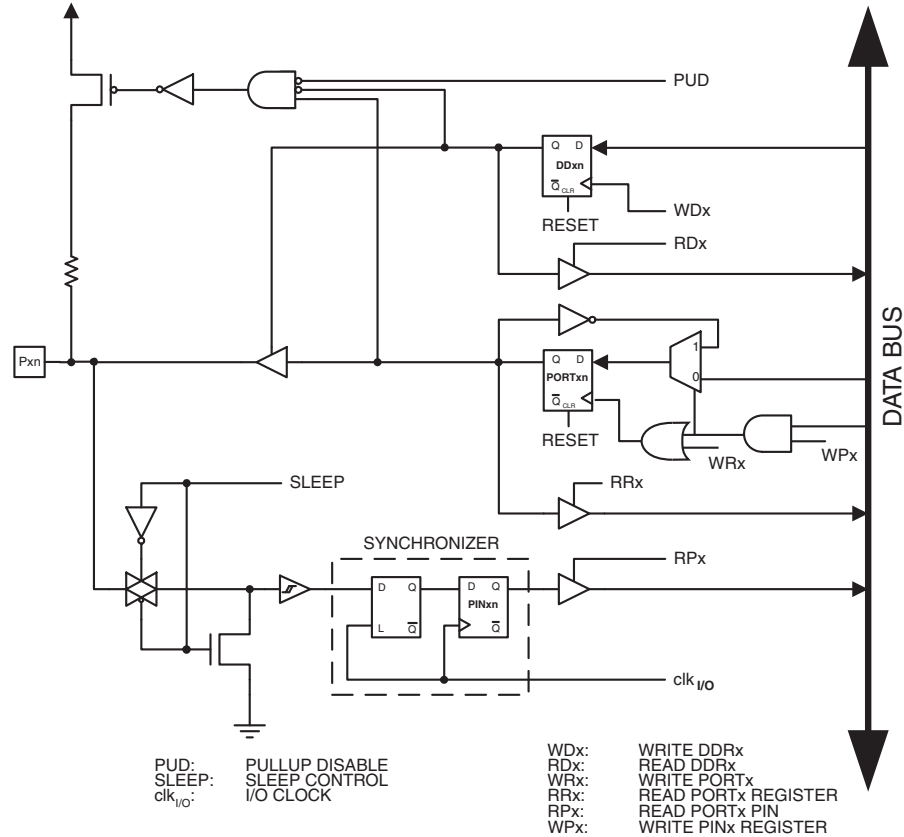 PUD
Q D
DDxn
Q CLR
WDx
RESET
RDx
Pxn
1
Q D
0
PORTxn
Q CLR
RESET
WRx
WPx
DATA BUS
SLEEP
RRx
SYNCHRONIZER
RPx
D Q
D Q
PINxn
L
Q
Q
clk I/O
PUD: PULLUP DISABLE
SLEEP: SLEEP CONTROL
clkI/O: I/O CLOCK
WDx: WRITE DDRx
RDx: READ DDRx
WRx: WRITE PORTx
RRx: READ PORTx REGISTER
RPx: READ PORTx PIN
WPx: WRITE PINx REGISTER